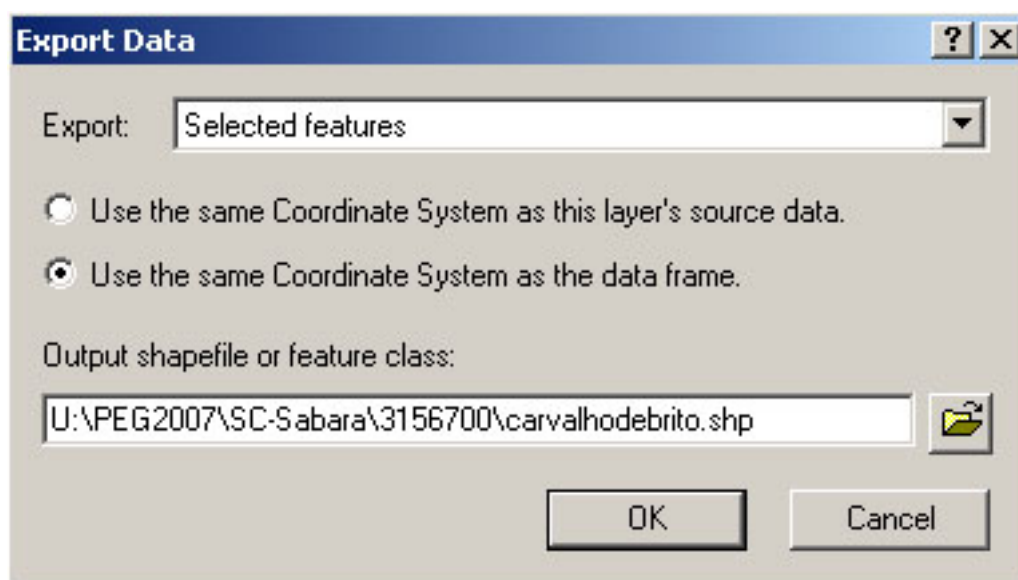 Export Data
Export: Selected features
Use the same Coordinate System as this layer's source data.
Use the same Coordinate System as the data frame.
Output shapefile or feature class:
U:\PEG2007\SC-Sabara\3156700\carvalhodebrito.shp
OK Cancel